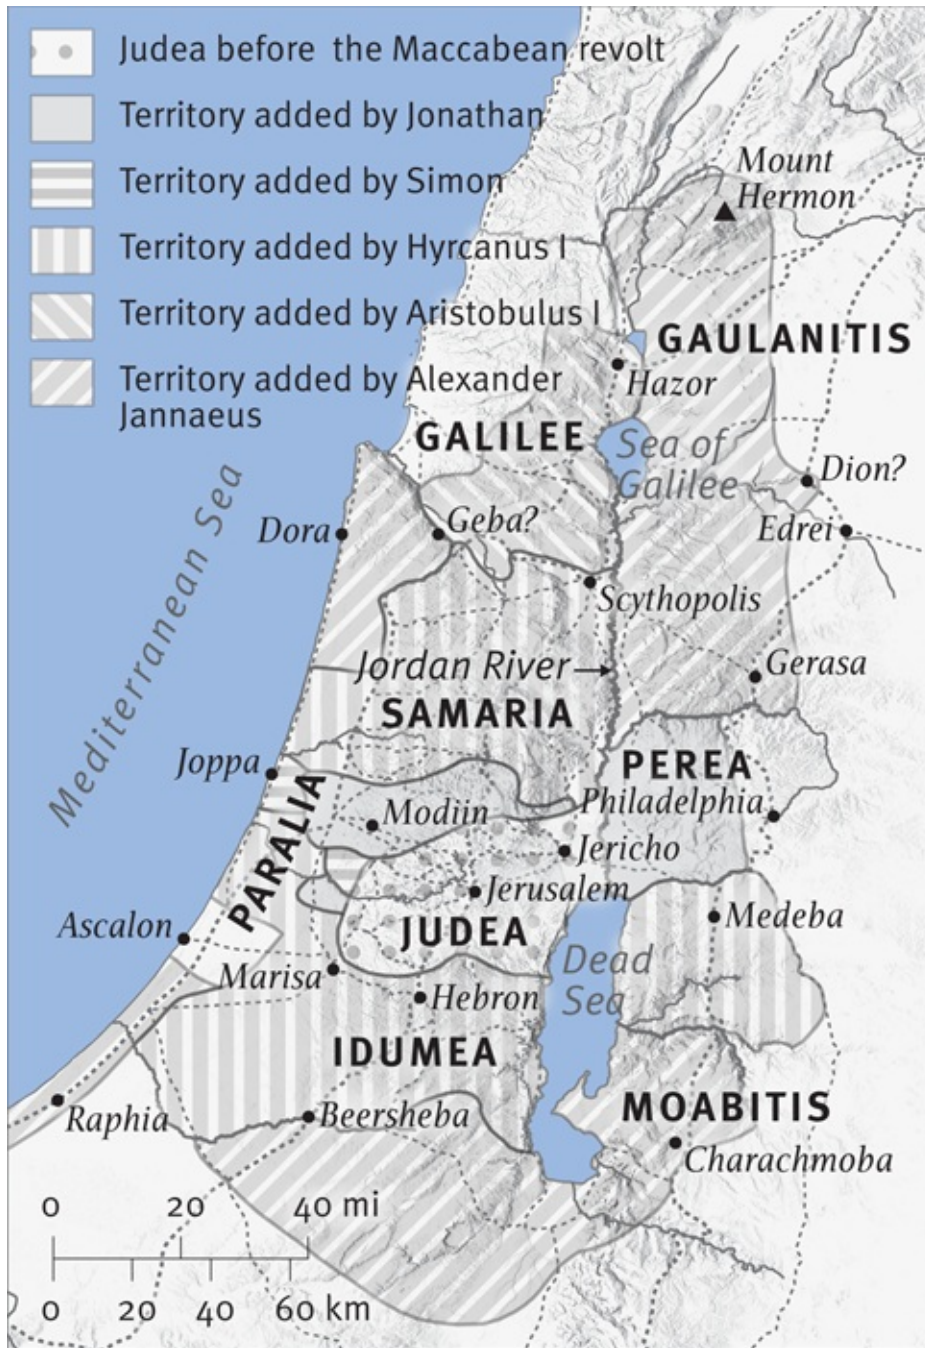 Judea before the Maccabean revolt
Territory added by Jonathan
Territory added by Simon
Territory added by Hyrcanus I
Territory added by Aristobulus I
Territory added by Alexander
Jannaeus
Mount
Hermon
GAULANITIS
Hazor
GALILEE
Sea of
Galilee
Dion?
Edrei
Dora
Geba?
Mediterranean Sea
Scythopolis
Jordan River
Gerasa
SAMARIA
Joppa
PEREA
Philadelphia
PARALIA
Modiin
Jericho
Jerusalem
Ascalon
JUDEA
Medeba
Marisa
Dead
Sea
Hebron
IDUMEA
Raphia
Beersheba
MOABITIS
Charachmoba
0 20 40 mi
0 20 40 60 km